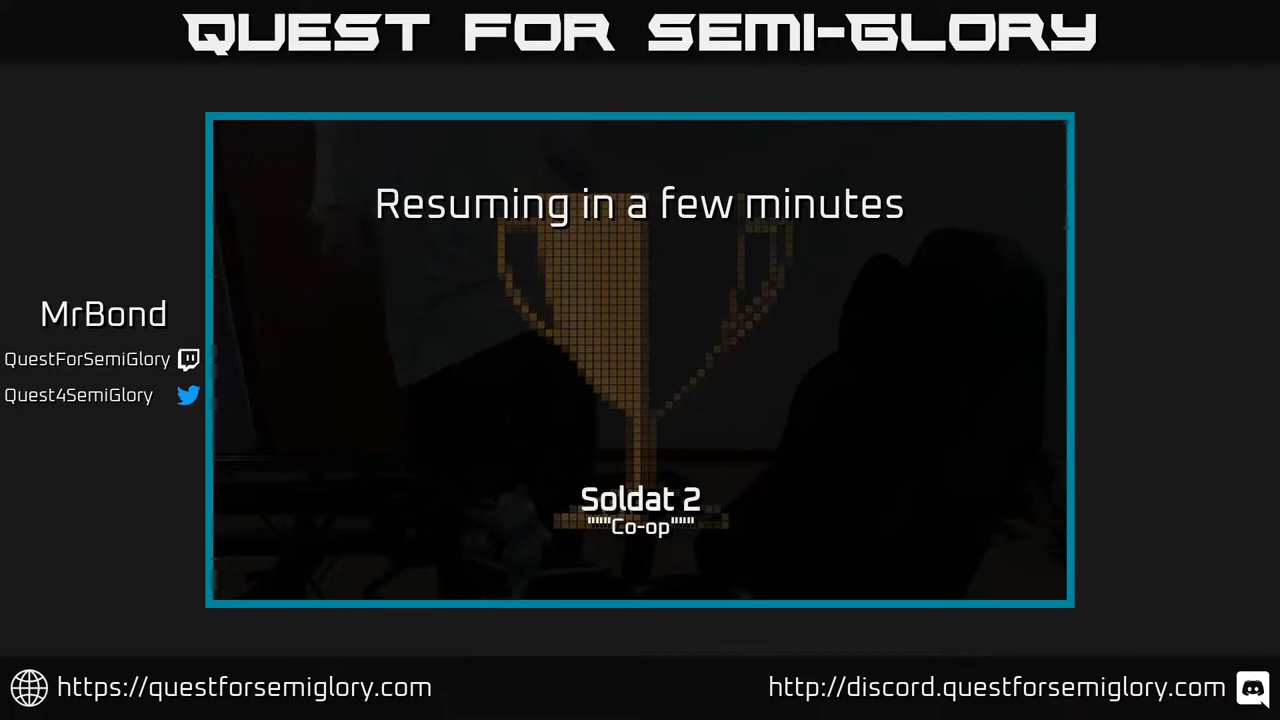 QUEST FOR SEMI-GLORY
Resuming in a few minutes
MrBond
QuestForSemiGlory
Quest4SemiGlory
Soldat 2
"""""Co-op"""""
https://questforsemiglory.com
http://discord.questforsemiglory.com